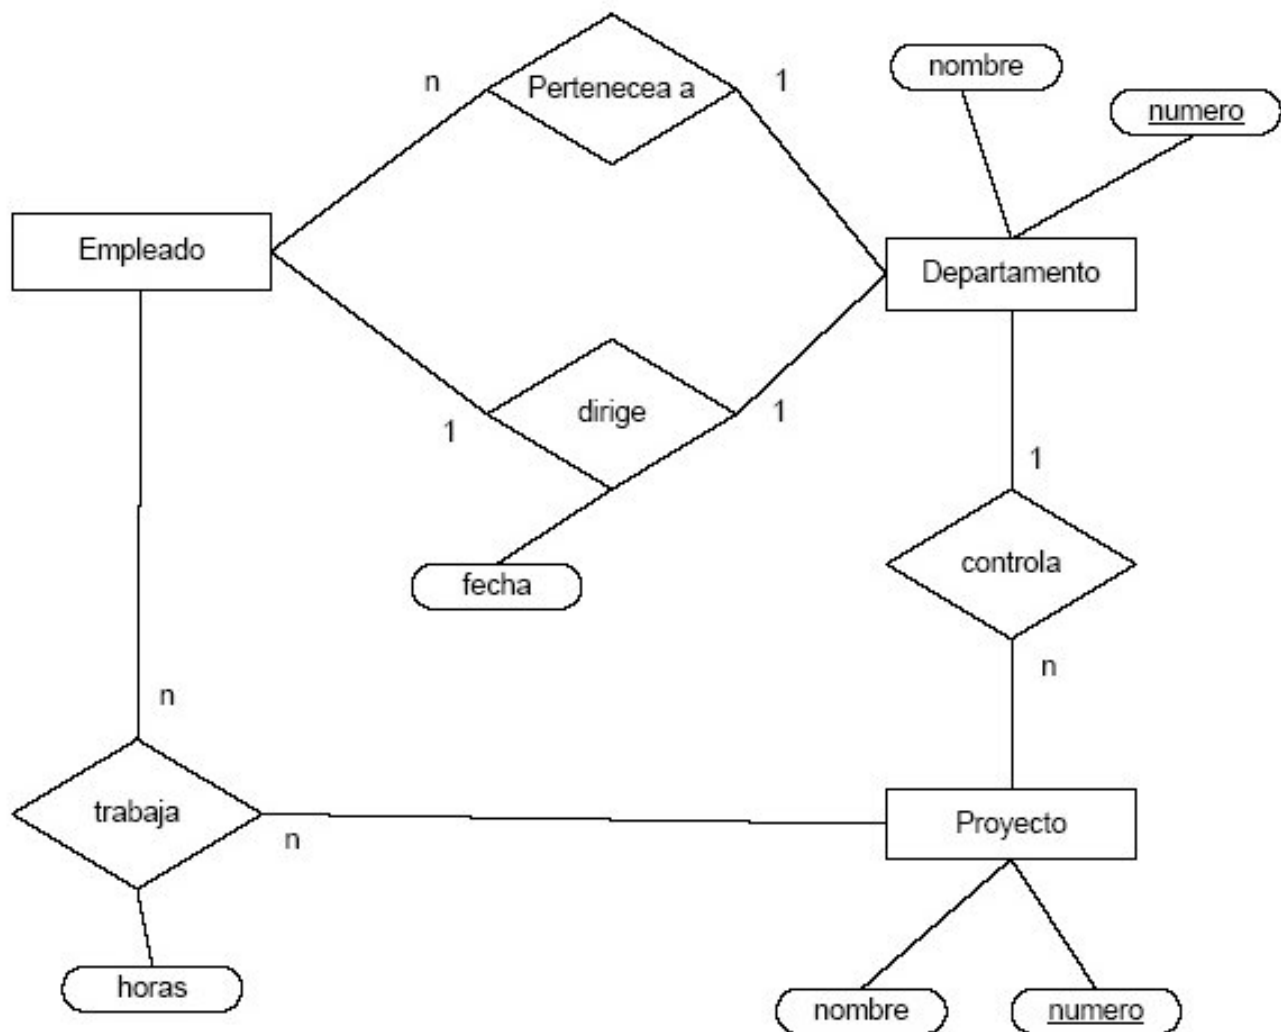 nombre
n
Pertenecea a
1
numero
Empleado
Departamento
dirige
1
1
1
controla
fecha
n
n
trabaja
n
Proyecto
horas
nombre
numero